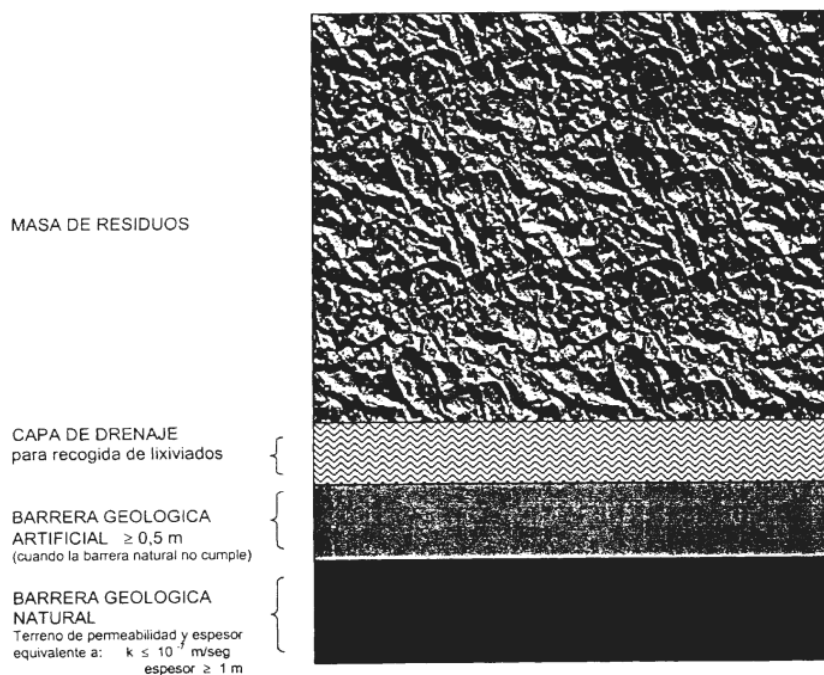 MASA DE RESIDUOS
CAPA DE DRENAJE
para recogida de lixiviados
BARRERA GEOLOGICA
ARTIFICIAL ≥ 0,5 m
(cuando la barrera natural no cumple)
BARRERA GEOLOGICA
NATURAL
Terreno de permeabilidad y espesor
equivalente a: k ≤ 10⁻⁷ m/seg
espesor ≥ 1 m